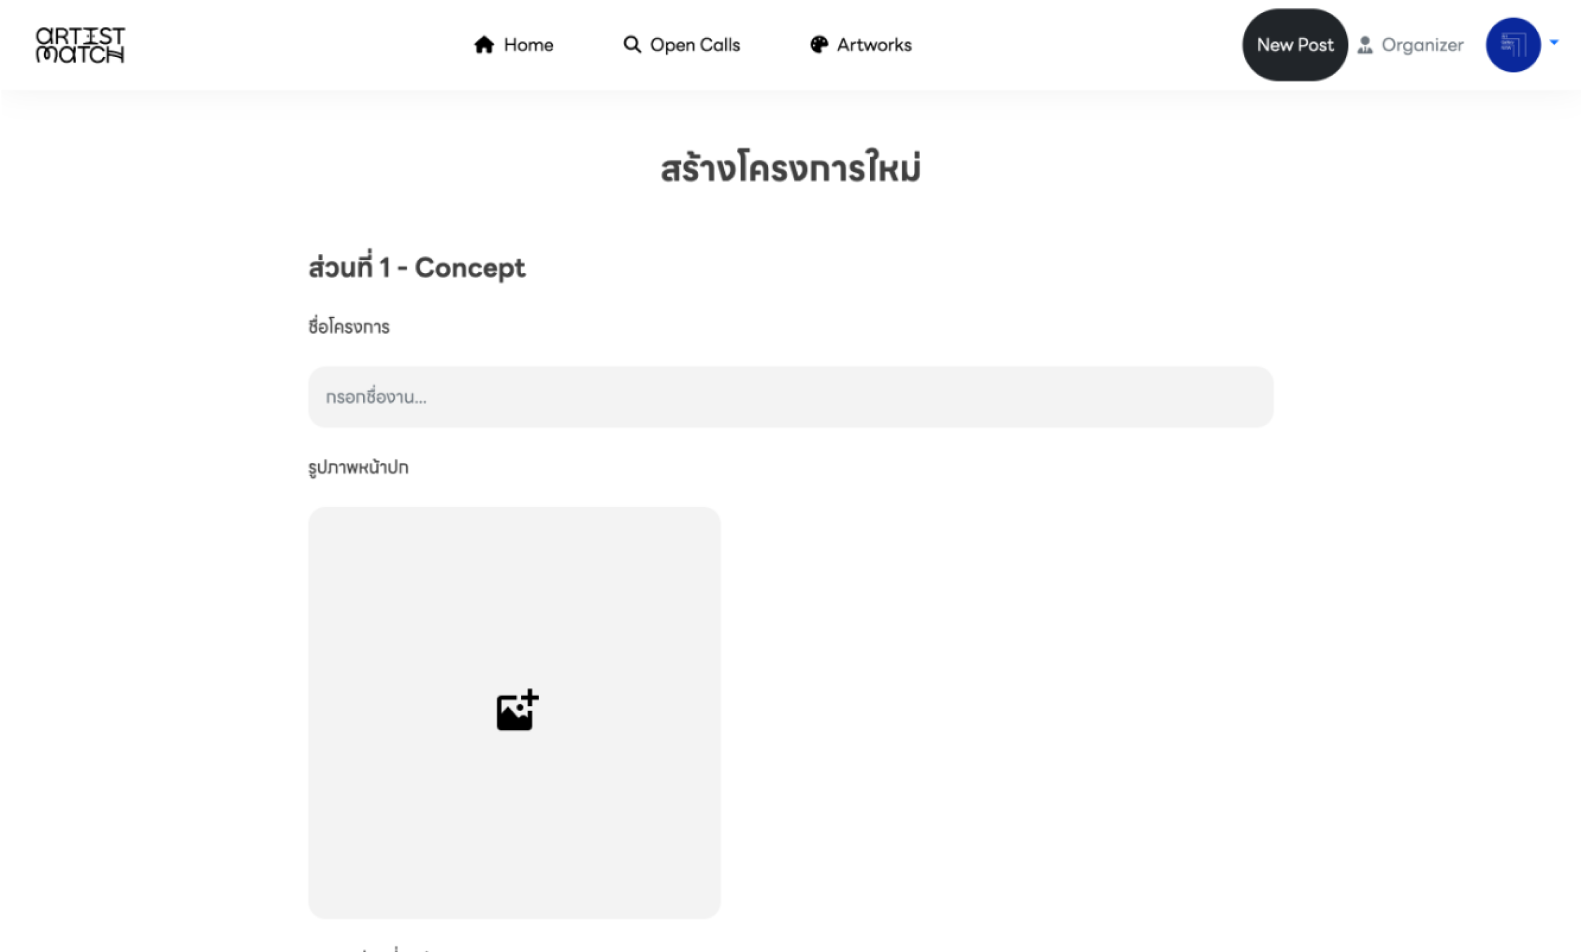 ARTIST
MATCH
Home
Open Calls
Artworks
New Post
Organizer
สร้างโครงการใหม่
ส่วนที่ 1 - Concept
ชื่อโครงการ
กรอกชื่องาน...
รูปภาพหน้าปก